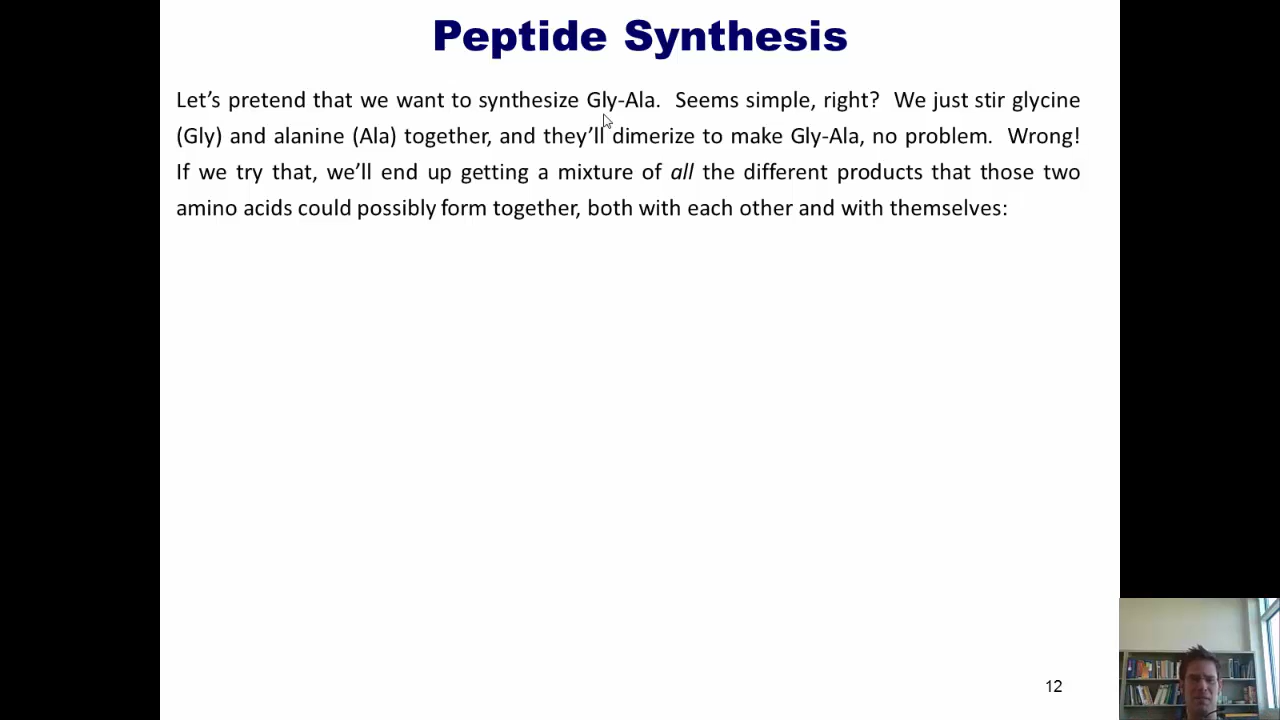 Peptide Synthesis
Let’s pretend that we want to synthesize Gly-Ala. Seems simple, right? We just stir glycine
(Gly) and alanine (Ala) together, and they’ll dimerize to make Gly-Ala, no problem. Wrong!
If we try that, we’ll end up getting a mixture of all the different products that those two
amino acids could possibly form together, both with each other and with themselves:
12